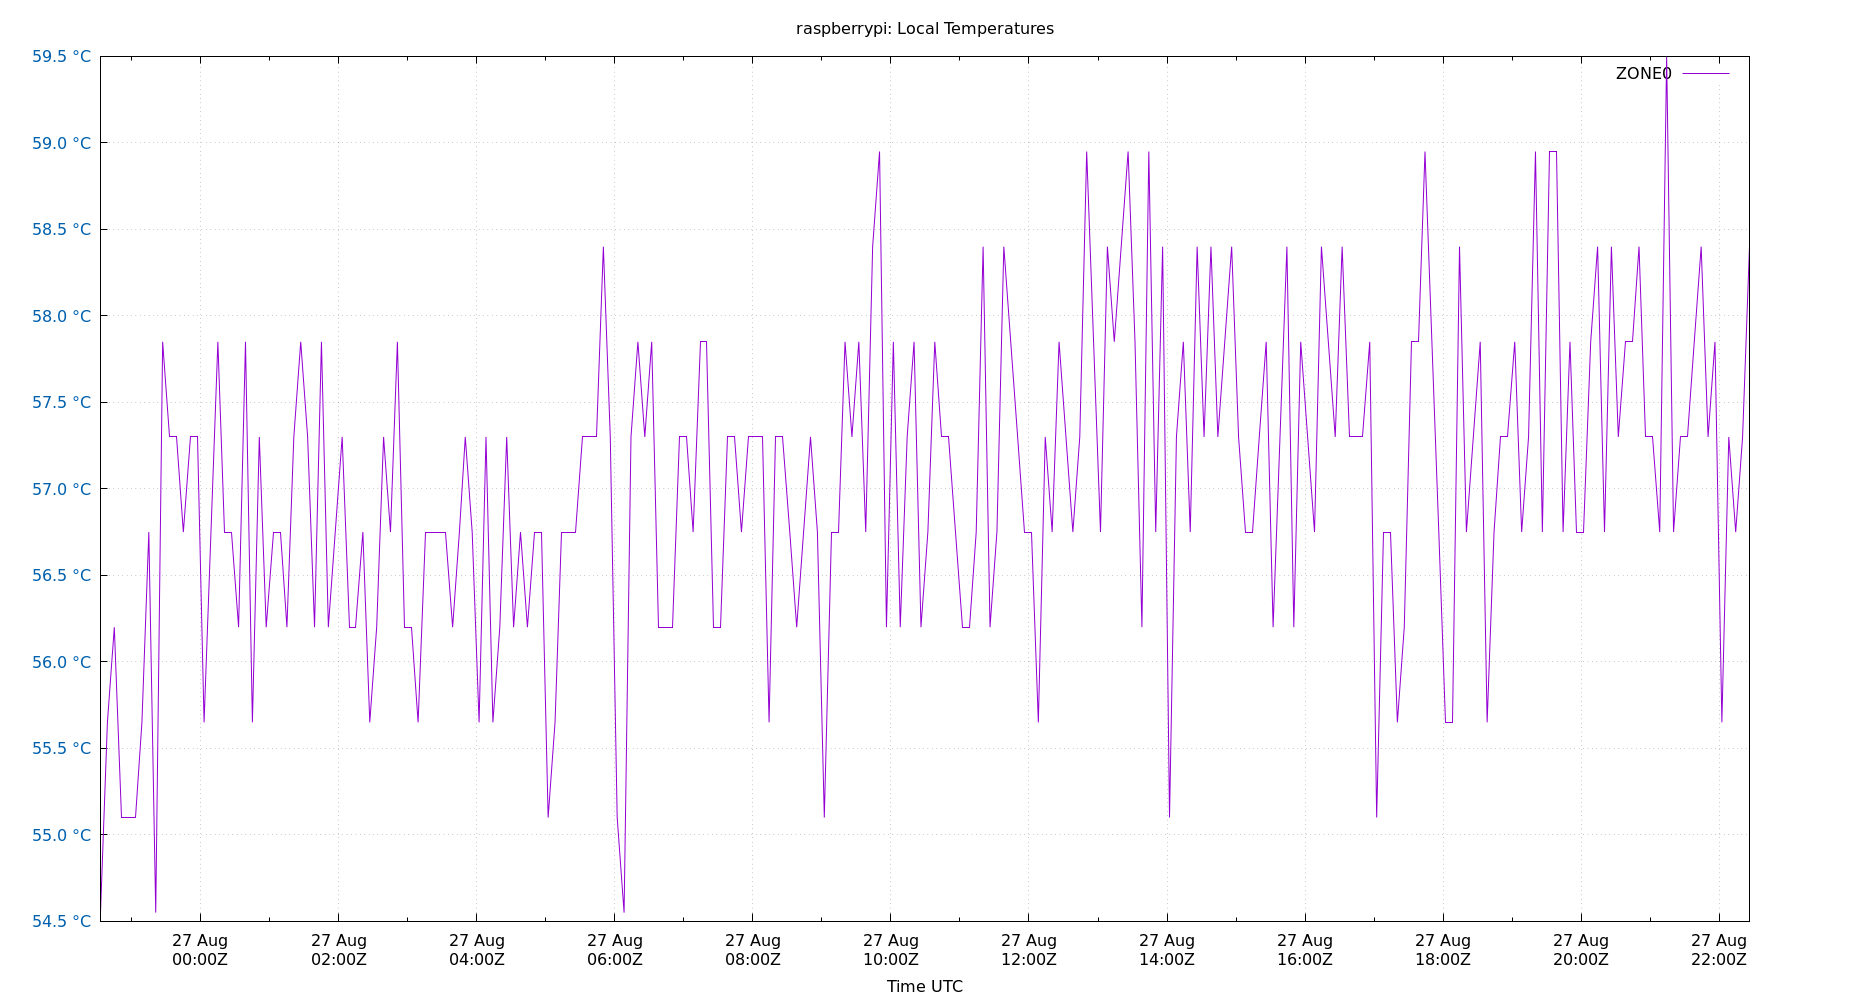 raspberrypi: Local Temperatures
59.5 °C
ZONE0
59.0 °C
58.5 °C
58.0 °C
57.5 °C
57.0 °C
56.5 °C
56.0 °C
55.5 °C
55.0 °C
54.5 °C
27 Aug 27 Aug 27 Aug 27 Aug 27 Aug 27 Aug 27 Aug 27 Aug 27 Aug 27 Aug 27 Aug 27 Aug
00:00Z 02:00Z 04:00Z 06:00Z 08:00Z 10:00Z 12:00Z 14:00Z 16:00Z 18:00Z 20:00Z 22:00Z
Time UTC